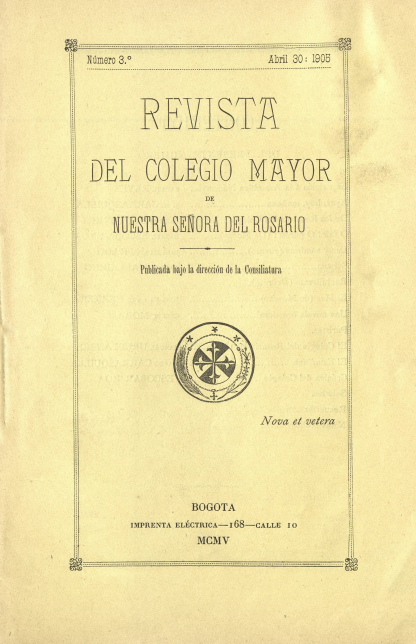 Número 3.º
Abril 30: 1905
REVISTA
DEL COLEGIO MAYOR
DE
NUESTRA SEÑORA DEL ROSARIO
Publicada bajo la dirección de la Consiliatura
Nova et vetera
BOGOTA
IMPRENTA ELÉCTRICA—168—CALLE 10
MCMV